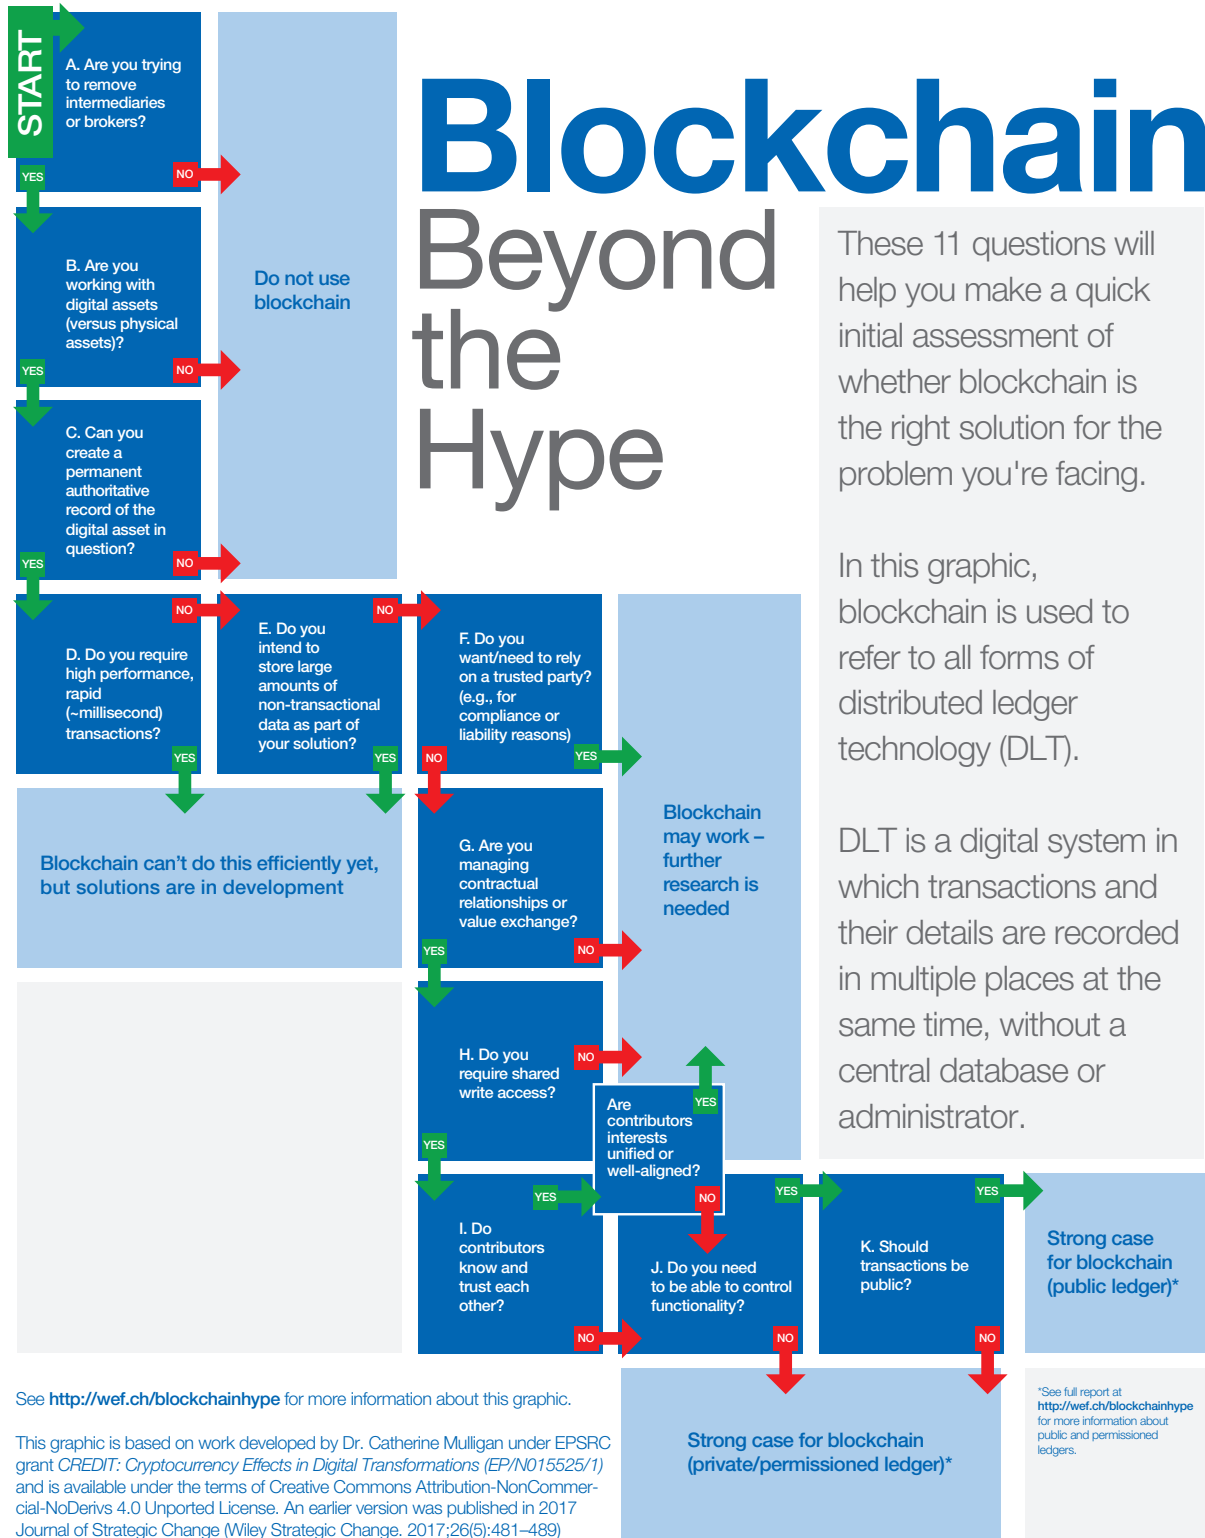 START
A. Are you trying
to remove
intermediaries
or brokers?
YES
NO
B. Are you
working with
digital assets
(versus physical
assets)?
YES
NO
C. Can you
create a
permanent
authoritative
record of the
digital asset in
question?
YES
NO
Do not use
blockchain
Blockchain
Beyond
the
Hype
These 11 questions will
help you make a quick
initial assessment of
whether blockchain is
the right solution for the
problem you're facing.
In this graphic,
blockchain is used to
refer to all forms of
distributed ledger
technology (DLT).
DLT is a digital system in
which transactions and
their details are recorded
in multiple places at the
same time, without a
central database or
administrator.
NO
D. Do you require
high performance,
rapid
(~millisecond)
transactions?
YES
NO
E. Do you
intend to
store large
amounts of
non-transactional
data as part of
your solution?
YES
F. Do you
want/need to rely
on a trusted party?
(e.g., for
compliance or
liability reasons)
NO
YES
Blockchain can’t do this efficiently yet,
but solutions are in development
Blockchain
may work –
further
research is
needed
G. Are you
managing
contractual
relationships or
value exchange?
YES
NO
H. Do you
require shared
write access?
NO
YES
Are
contributors
interests
unified or
well-aligned?
YES
NO
YES
I. Do
contributors
know and
trust each
other?
NO
YES
J. Do you need
to be able to control
functionality?
NO
YES
K. Should
transactions be
public?
NO
Strong case
for blockchain
(public ledger)*
Strong case for blockchain
(private/permissioned ledger)*
*See full report at
http://wef.ch/blockchainhype
for more information about
public and permissioned
ledgers.
See http://wef.ch/blockchainhype for more information about this graphic.
This graphic is based on work developed by Dr. Catherine Mulligan under EPSRC
grant CREDIT: Cryptocurrency Effects in Digital Transformations (EP/N015525/1)
and is available under the terms of Creative Commons Attribution-NonCommer-
cial-NoDerivs 4.0 Unported License. An earlier version was published in 2017
Journal of Strategic Change (Wiley Strategic Change. 2017;26(5):481–489)